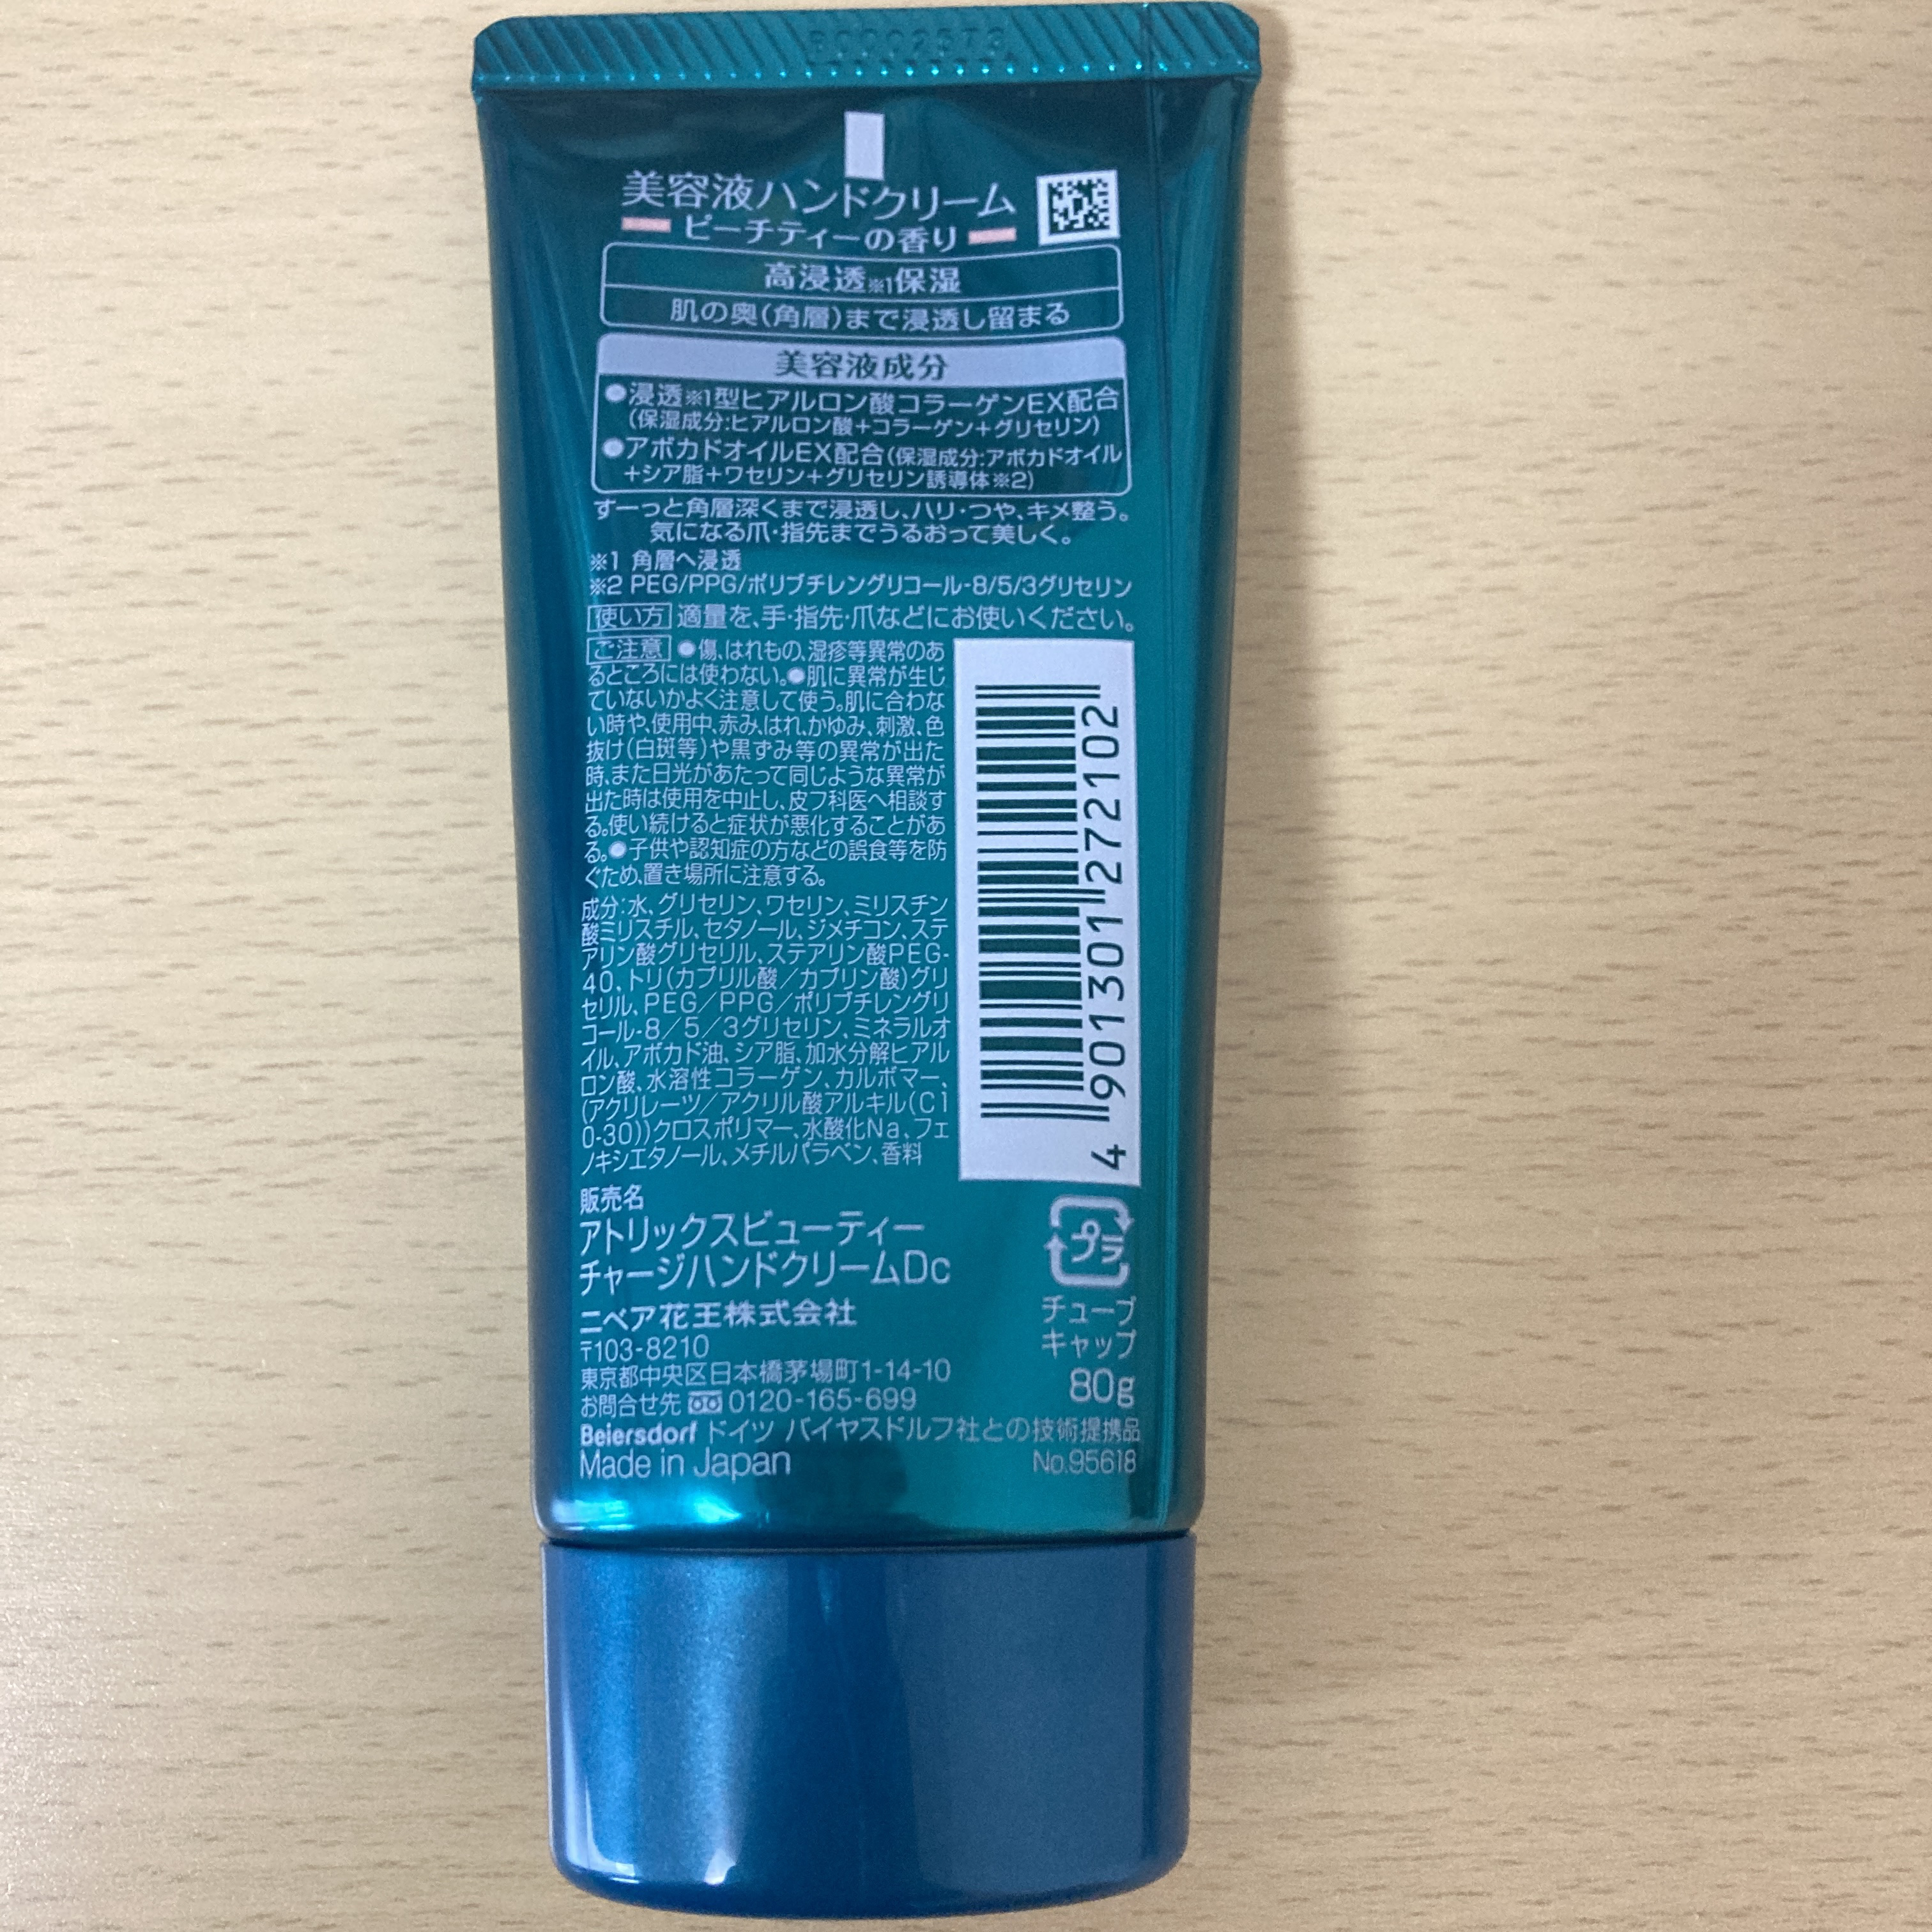 美容液ハンドクリーム
ピーチティーの香り
高浸透※1保湿
肌の奥(角層)まで浸透し留まる
美容液成分
●浸透※1型ヒアルロン酸コラーゲンEX配合
(保湿成分:ヒアルロン酸+コラーゲン+グリセリン)
●アボカドオイルEX配合(保湿成分:アボカドオイル
+シア脂+ワセリン+グリセリン誘導体※2)
すーっと角層深くまで浸透し、ハリ・つや、キメ整う。
気になる爪・指先までうるおって美しく。
※1 角層へ浸透
※2 PEG/PPG/ポリブチレングリコール-8/5/3グリセリン
使い方 適量を、手・指先・爪などにお使いください。
ご注意 ●傷、はれもの、湿疹等異常のあ
るところには使わない。●肌に異常が生じ
ていないかよく注意して使う。肌に合わな
い時や、使用中、赤み、はれ、かゆみ、刺激、色
抜け(白斑等)や黒ずみ等の異常が出た
時、また日光があたって同じような異常が
出た時は使用を中止し、皮フ科医へ相談す
る。使い続けると症状が悪化することがあ
る。●子供や認知症の方などの誤食等を防
ぐため、置き場所に注意する。
成分:水、グリセリン、ワセリン、ミリスチン
酸ミリスチル、セタノール、ジメチコン、ステ
アリン酸グリセリル、ステアリン酸PEG-
40、トリ(カプリル酸/カプリン酸)グリ
セリル、PEG/PPG/ポリブチレングリ
コール-8/5/3グリセリン、ミネラルオ
イル、アボカド油、シア脂、加水分解ヒアル
ロン酸、水溶性コラーゲン、カルボマー、
(アクリレーツ/アクリル酸アルキル(C1
0-30))クロスポリマー、水酸化Na、フェ
ノキシエタノール、メチルパラベン、香料
4 901301 272102
販売名
アトリックスビューティー
チャージハンドクリームDc
ニベア花王株式会社
〒103-8210
東京都中央区日本橋茅場町1-14-10
お問合せ先 0120-165-699
Beiersdorf ドイツ バイヤスドルフ社との技術提携品
Made in Japan
プラ
チューブ
キャップ
80g
No.95618